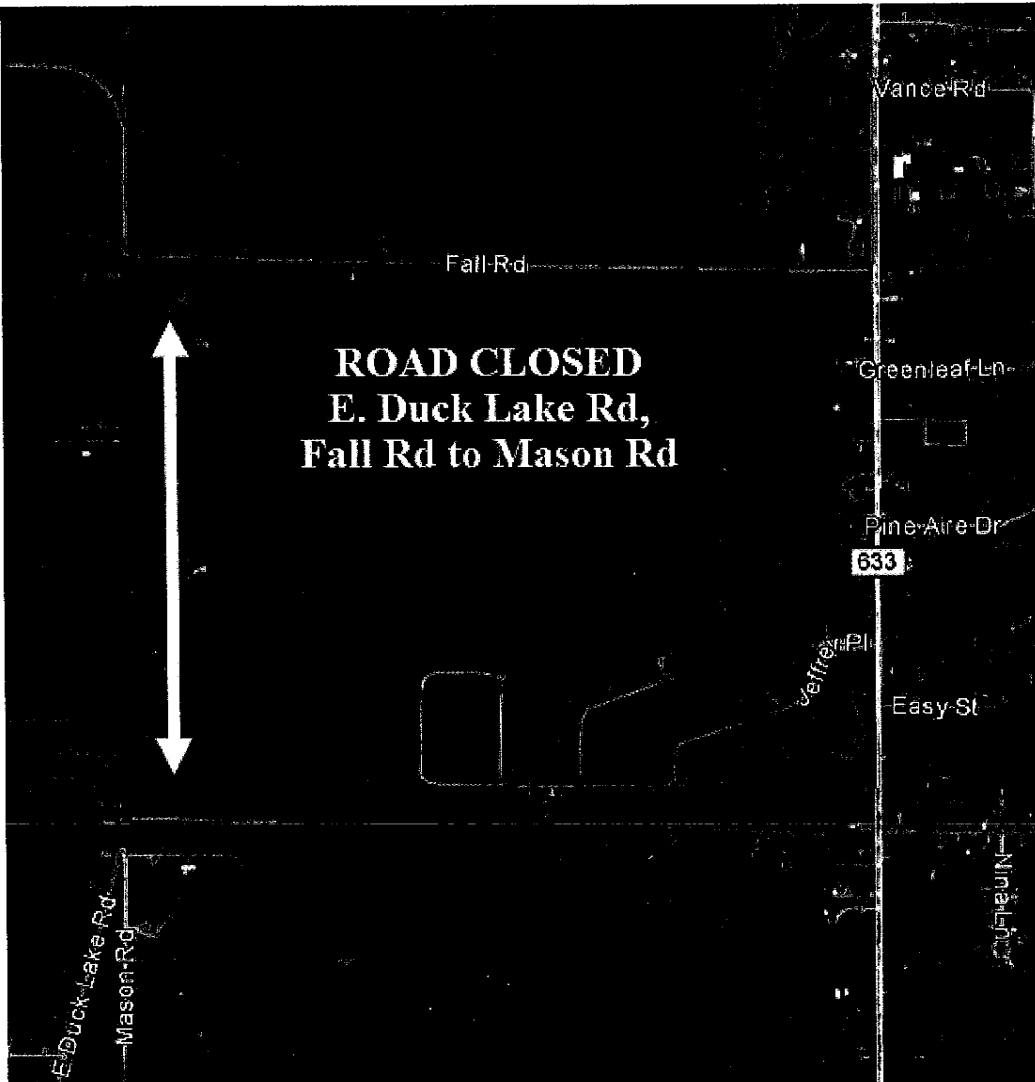 Vance Rd
Fall Rd
ROAD CLOSED
E. Duck Lake Rd,
Fall Rd to Mason Rd
Greenleaf Ln
Pine Aire Dr
633
Jeffrey Pl
Easy St
Nina Ln
E Duck Lake Rd
Mason Rd